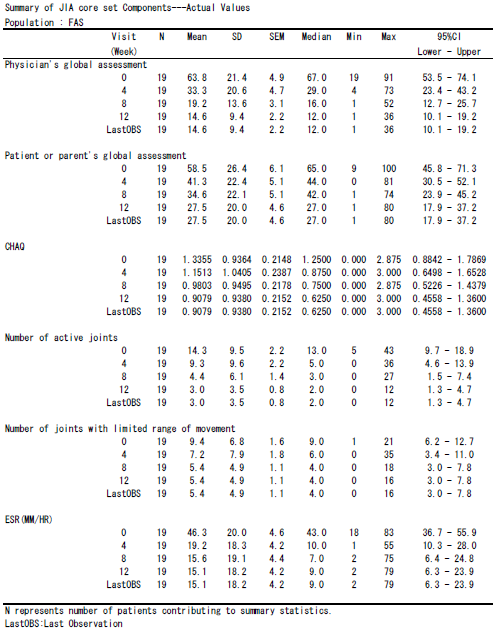 Summary of JIA core set Components---Actual Values
Population : FAS
Visit (Week) N Mean SD SEM Median Min Max 95%CI Lower - Upper
Physician's global assessment
0 19 63.8 21.4 4.9 67.0 19 91 53.5 - 74.1
4 19 33.3 20.6 4.7 29.0 4 73 23.4 - 43.2
8 19 19.2 13.6 3.1 16.0 1 52 12.7 - 25.7
12 19 14.6 9.4 2.2 12.0 1 36 10.1 - 19.2
LastOBS 19 14.6 9.4 2.2 12.0 1 36 10.1 - 19.2
Patient or parent's global assessment
0 19 58.5 26.4 6.1 65.0 9 100 45.8 - 71.3
4 19 41.3 22.4 5.1 44.0 0 81 30.5 - 52.1
8 19 34.6 22.1 5.1 42.0 1 74 23.9 - 45.2
12 19 27.5 20.0 4.6 27.0 1 80 17.9 - 37.2
LastOBS 19 27.5 20.0 4.6 27.0 1 80 17.9 - 37.2
CHAQ
0 19 1.3355 0.9364 0.2148 1.2500 0.000 2.875 0.8842 - 1.7869
4 19 1.1513 1.0405 0.2387 0.8750 0.000 3.000 0.6498 - 1.6528
8 19 0.9803 0.9495 0.2178 0.7500 0.000 2.875 0.5226 - 1.4379
12 19 0.9079 0.9380 0.2152 0.6250 0.000 3.000 0.4558 - 1.3600
LastOBS 19 0.9079 0.9380 0.2152 0.6250 0.000 3.000 0.4558 - 1.3600
Number of active joints
0 19 14.3 9.5 2.2 13.0 5 43 9.7 - 18.9
4 19 9.3 9.6 2.2 5.0 0 36 4.6 - 13.9
8 19 4.4 6.1 1.4 3.0 0 27 1.5 - 7.4
12 19 3.0 3.5 0.8 2.0 0 12 1.3 - 4.7
LastOBS 19 3.0 3.5 0.8 2.0 0 12 1.3 - 4.7
Number of joints with limited range of movement
0 19 9.4 6.8 1.6 9.0 1 21 6.2 - 12.7
4 19 7.2 7.9 1.8 6.0 0 35 3.4 - 11.0
8 19 5.4 4.9 1.1 4.0 0 18 3.0 - 7.8
12 19 5.4 4.9 1.1 4.0 0 16 3.0 - 7.8
LastOBS 19 5.4 4.9 1.1 4.0 0 16 3.0 - 7.8
ESR(MM/HR)
0 19 46.3 20.0 4.6 43.0 18 83 36.7 - 55.9
4 19 19.2 18.3 4.2 10.0 1 55 10.3 - 28.0
8 19 15.6 19.1 4.4 7.0 2 75 6.4 - 24.8
12 19 15.1 18.2 4.2 9.0 2 79 6.3 - 23.9
LastOBS 19 15.1 18.2 4.2 9.0 2 79 6.3 - 23.9
N represents number of patients contributing to summary statistics.
LastOBS:Last Observation